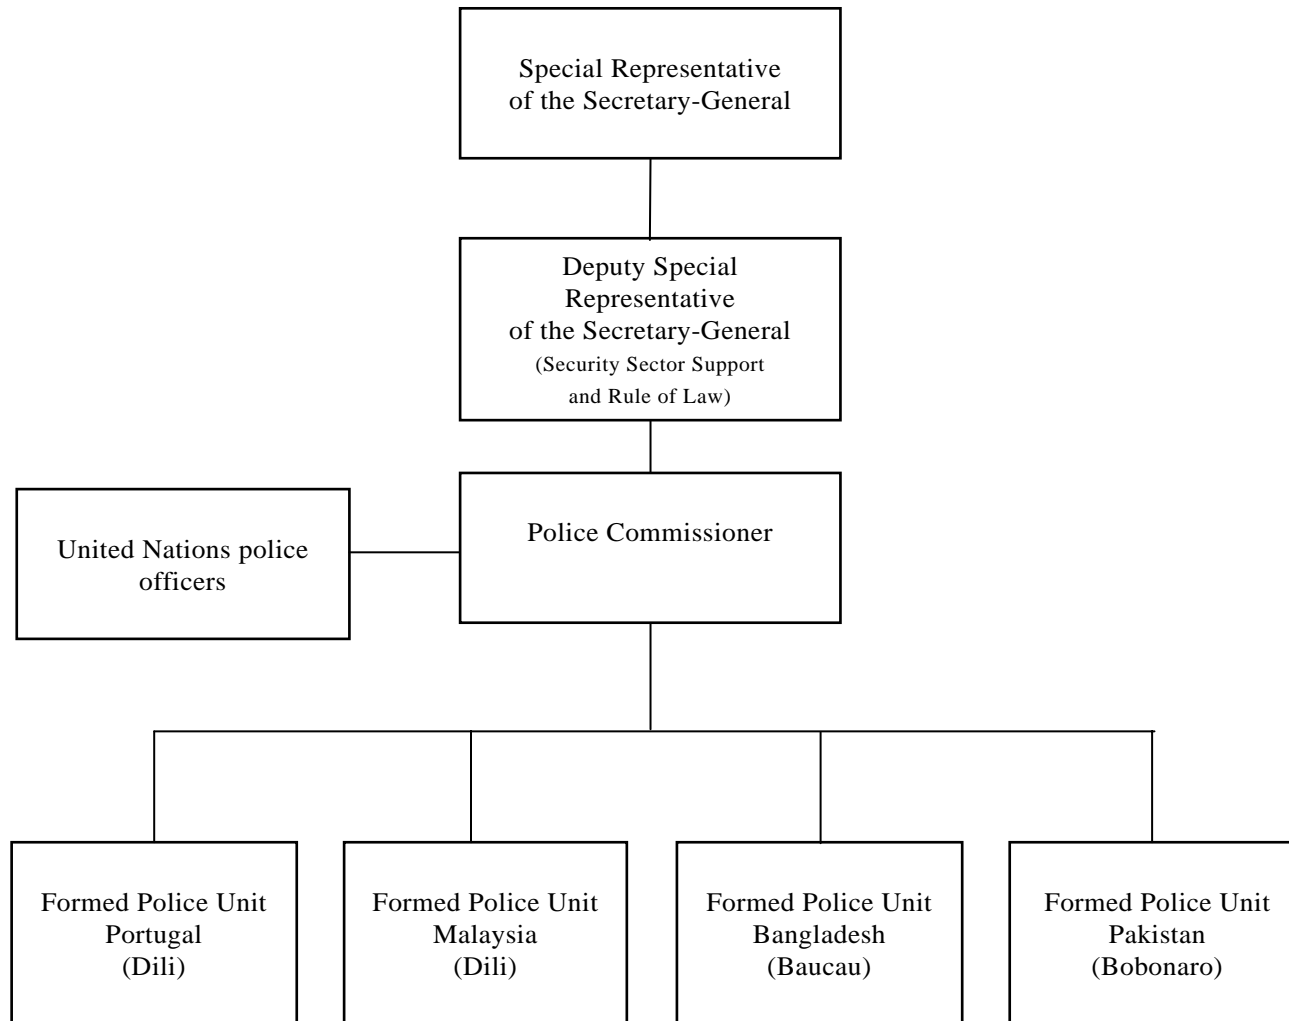 Special Representative
of the Secretary-General
Deputy Special
Representative
of the Secretary-General
(Security Sector Support
and Rule of Law)
Police Commissioner
United Nations police
officers
Formed Police Unit
Portugal
(Dili)
Formed Police Unit
Malaysia
(Dili)
Formed Police Unit
Bangladesh
(Baucau)
Formed Police Unit
Pakistan
(Bobonaro)